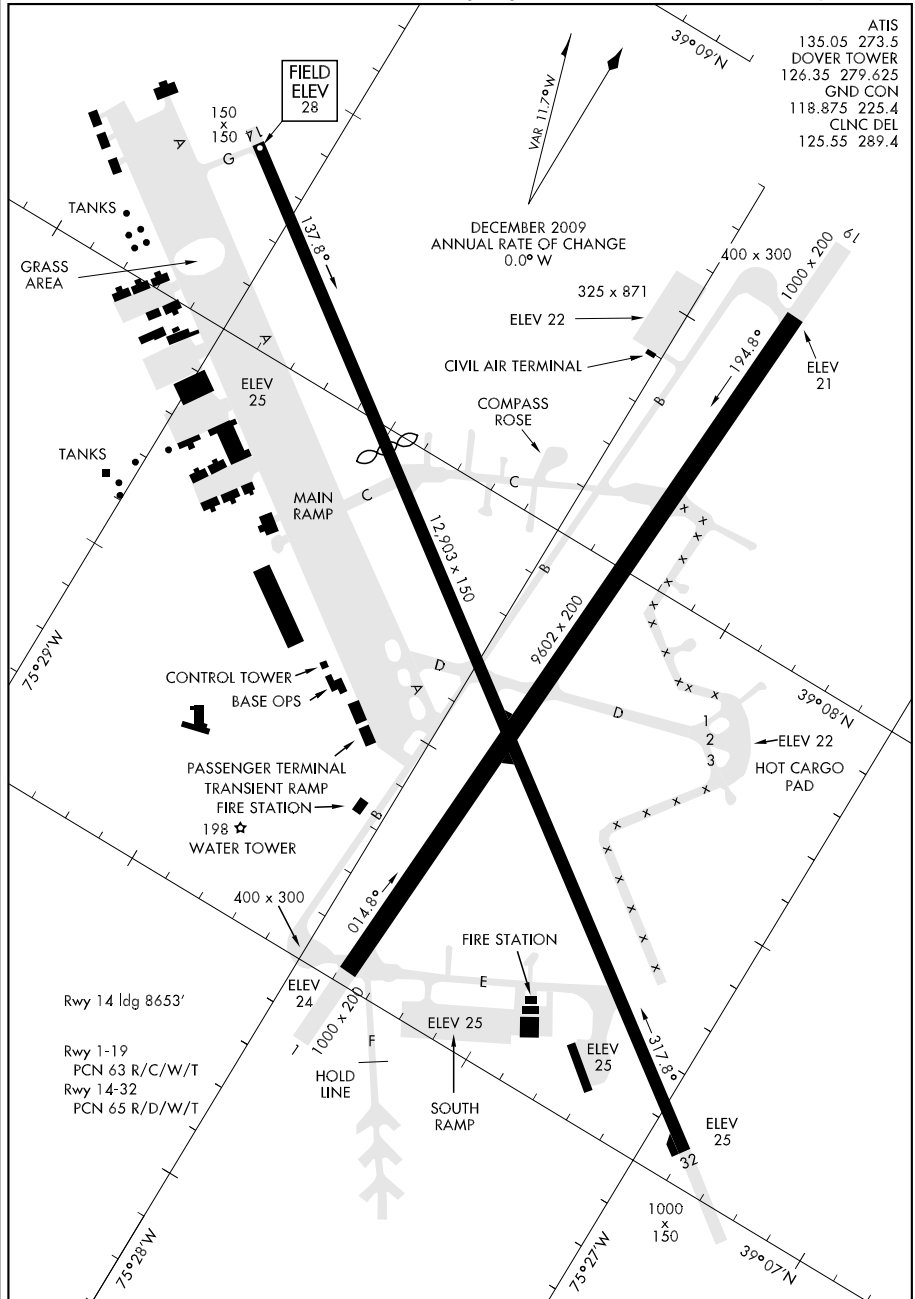 39°09'N
ATIS
135.05 273.5
DOVER TOWER
126.35 279.625
GND CON
118.875 225.4
CLNC DEL
125.55 289.4
FIELD
ELEV
28
VAR 11.7°W
150
x
150
14
A
G
TANKS
137.8°
DECEMBER 2009
ANNUAL RATE OF CHANGE
0.0° W
400 x 300
1000 x 200
19
GRASS
AREA
325 x 871
ELEV 22
A
CIVIL AIR TERMINAL
194.8°
ELEV
21
ELEV
25
B
COMPASS
ROSE
TANKS
MAIN
RAMP
C
C
12,903 x 150
B
9602 x 200
75°29'W
CONTROL TOWER
BASE OPS
D
A
D
39°08'N
1
2
3
ELEV 22
HOT CARGO
PAD
PASSENGER TERMINAL
TRANSIENT RAMP
FIRE STATION
198
WATER TOWER
B
400 x 300
014.8°
FIRE STATION
E
ELEV
24
1000 x 200
1
Rwy 14 ldg 8653'
ELEV 25
Rwy 1-19
PCN 63 R/C/W/T
Rwy 14-32
PCN 65 R/D/W/T
F
HOLD
LINE
SOUTH
RAMP
ELEV
25
317.8°
ELEV
25
32
1000
x
150
75°28'W
75°27'W
39°07'N